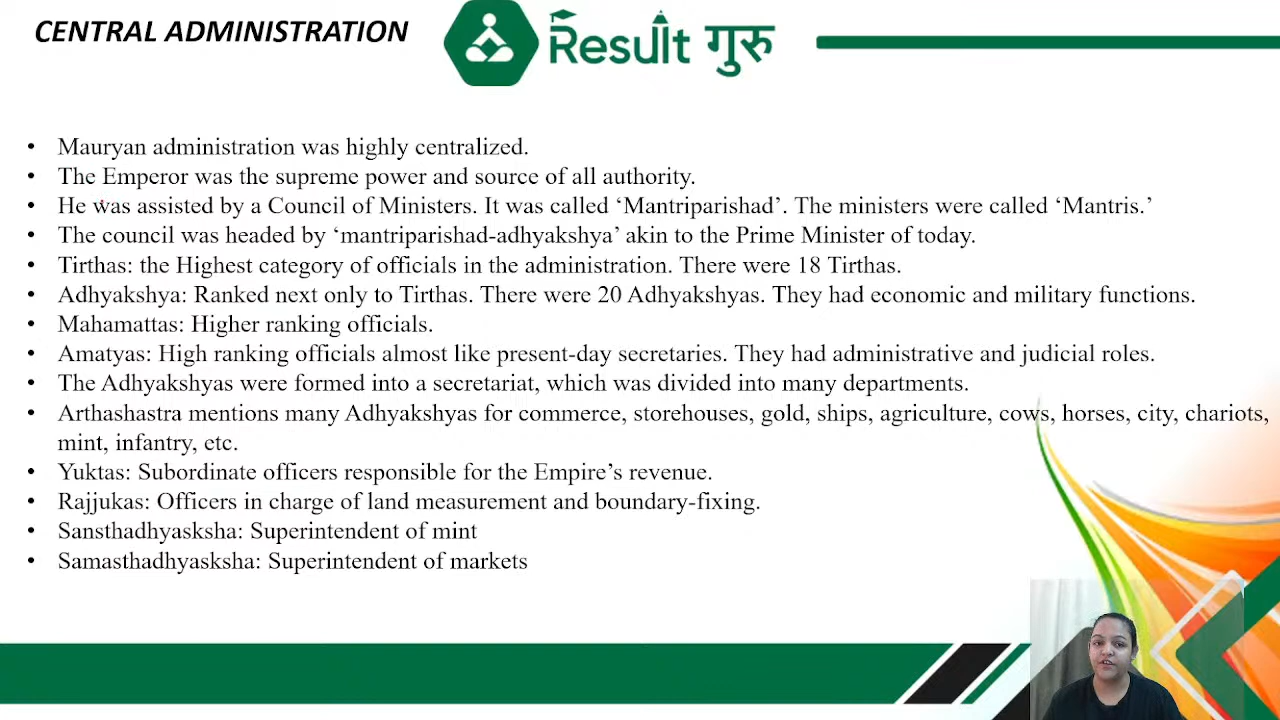 CENTRAL ADMINISTRATION
Result गुरु
• Mauryan administration was highly centralized.
• The Emperor was the supreme power and source of all authority.
• He was assisted by a Council of Ministers. It was called ‘Mantriparishad’. The ministers were called ‘Mantris.’
• The council was headed by ‘mantriparishad-adhyakshya’ akin to the Prime Minister of today.
• Tirthas: the Highest category of officials in the administration. There were 18 Tirthas.
• Adhyakshya: Ranked next only to Tirthas. There were 20 Adhyakshyas. They had economic and military functions.
• Mahamattas: Higher ranking officials.
• Amatyas: High ranking officials almost like present-day secretaries. They had administrative and judicial roles.
• The Adhyakshyas were formed into a secretariat, which was divided into many departments.
• Arthashastra mentions many Adhyakshyas for commerce, storehouses, gold, ships, agriculture, cows, horses, city, chariots,
mint, infantry, etc.
• Yuktas: Subordinate officers responsible for the Empire’s revenue.
• Rajjukas: Officers in charge of land measurement and boundary-fixing.
• Sansthadhyasksha: Superintendent of mint
• Samasthadhyasksha: Superintendent of markets